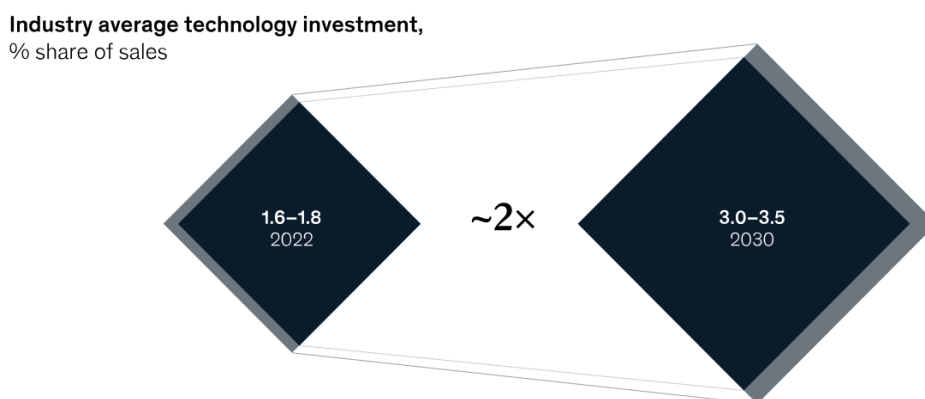 Industry average technology investment,
% share of sales
1.6–1.8
2022
~2×
3.0–3.5
2030